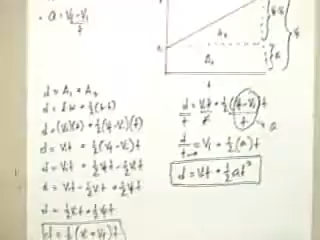 • a = V₂-V₁
t
A₂
A₁
t
d = A₁ + A₂
d = lw + ½(bh)
d = (V₁)(t) + ½(V₂-V₁)(t)
d = V₁t + ½(V₂-V₁)t
d = V₁t + ½V₂t - ½V₁t
d = V₁t - ½V₁t + ½V₂t
d = ½V₁t + ½V₂t
d = ½(V₁+V₂)t
d = V₁t + ½(V₂-V₁)t
a
= V₁ + ½(a)t
d = V₁t + ½at²